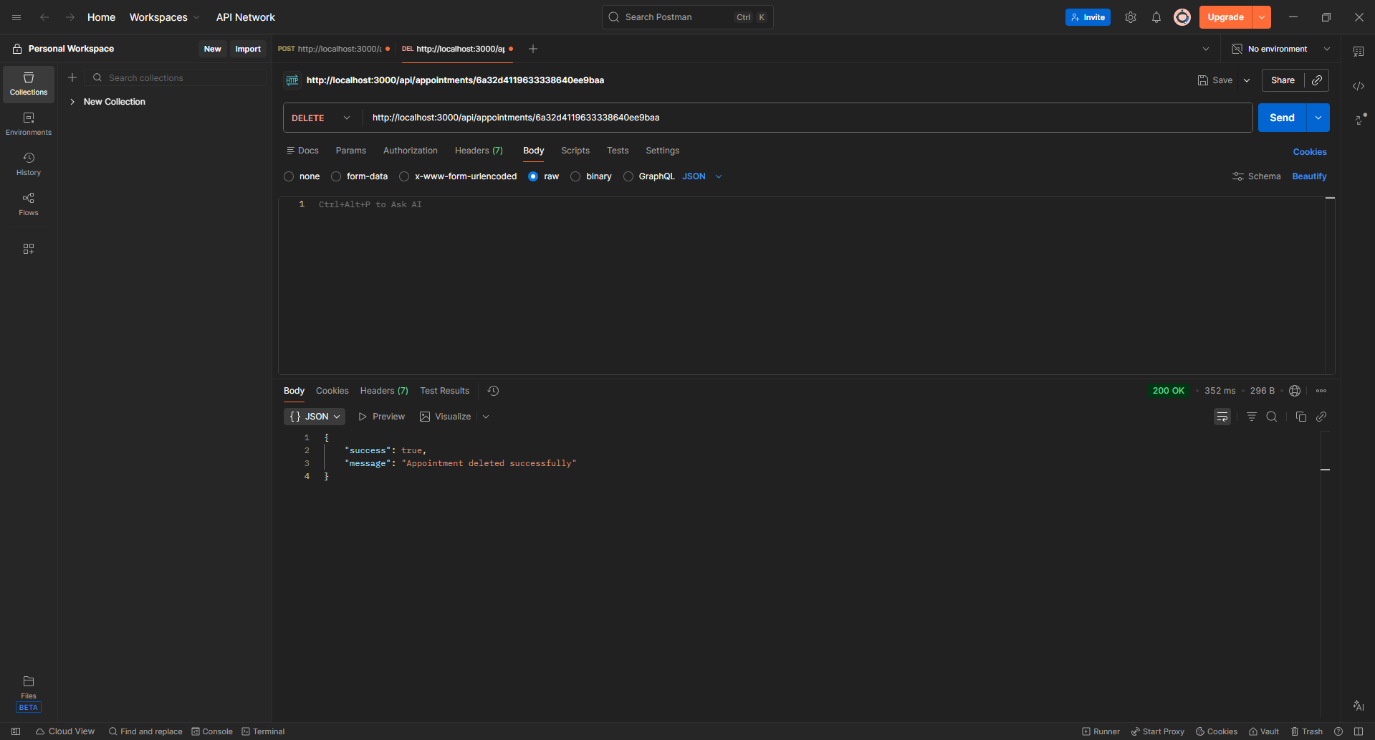 Home Workspaces API Network Search Postman Ctrl K Invite Upgrade
Personal Workspace New Import
POST http://localhost:3000/ DEL http://localhost:3000/ap No environment
Collections
Search collections
New Collection
Environments
History
Flows
Files
BETA
http://localhost:3000/api/appointments/6a32d4119633338640ee9baa Save Share
DELETE http://localhost:3000/api/appointments/6a32d4119633338640ee9baa Send
Docs Params Authorization Headers (7) Body Scripts Tests Settings Cookies
none form-data x-www-form-urlencoded raw binary GraphQL JSON Schema Beautify
1 Ctrl+Alt+P to Ask AI
Body Cookies Headers (7) Test Results 200 OK • 352 ms • 296 B
{} JSON Preview Visualize
1 {
2 "success": true,
3 "message": "Appointment deleted successfully"
4 }
Cloud View Find and replace Console Terminal Runner Start Proxy Cookies Vault Trash